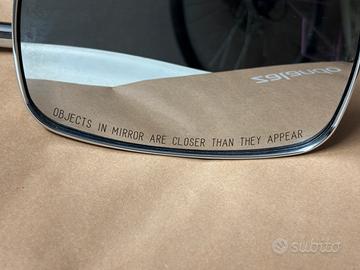 OBJECTS IN MIRROR ARE CLOSER THAN THEY APPEAR
subito